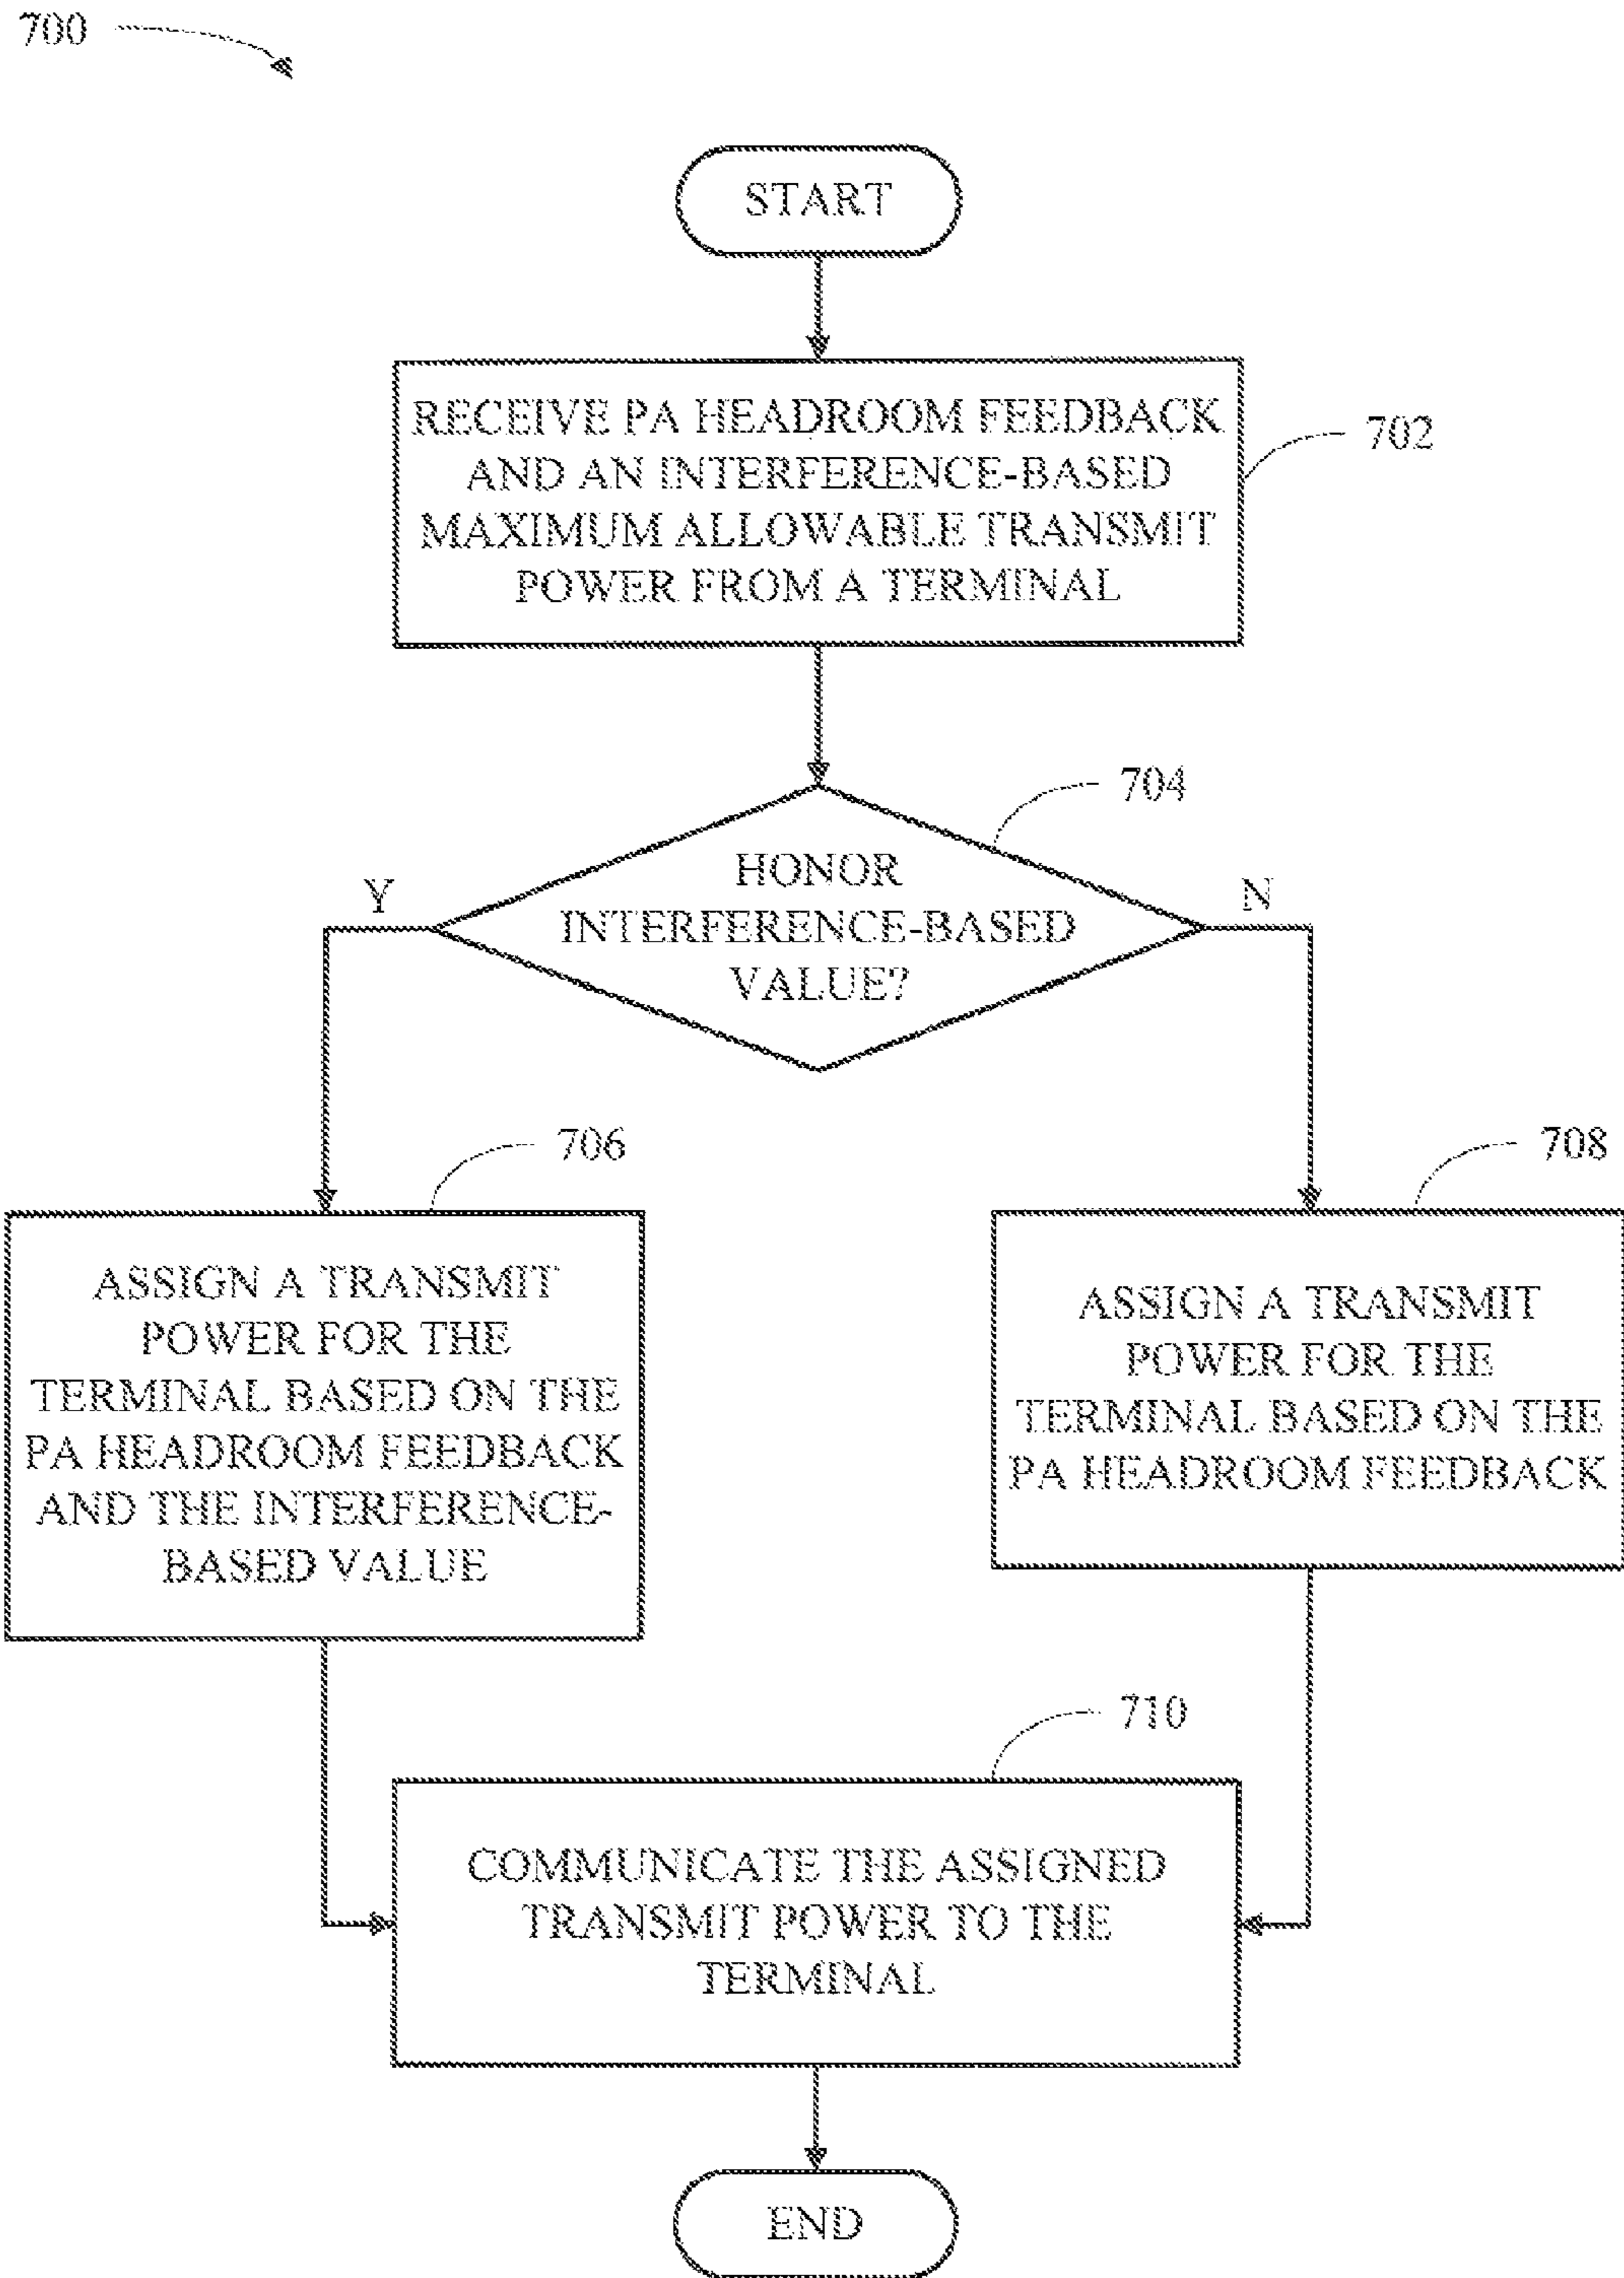 700
START
RECEIVE PA HEADROOM FEEDBACK
AND AN INTERFERENCE-BASED
MAXIMUM ALLOWABLE TRANSMIT
POWER FROM A TERMINAL
702
704
HONOR
INTERFERENCE-BASED
VALUE?
Y
N
706
708
ASSIGN A TRANSMIT
POWER FOR THE
TERMINAL BASED ON THE
PA HEADROOM FEEDBACK
AND THE INTERFERENCE-
BASED VALUE
ASSIGN A TRANSMIT
POWER FOR THE
TERMINAL BASED ON THE
PA HEADROOM FEEDBACK
710
COMMUNICATE THE ASSIGNED
TRANSMIT POWER TO THE
TERMINAL
END